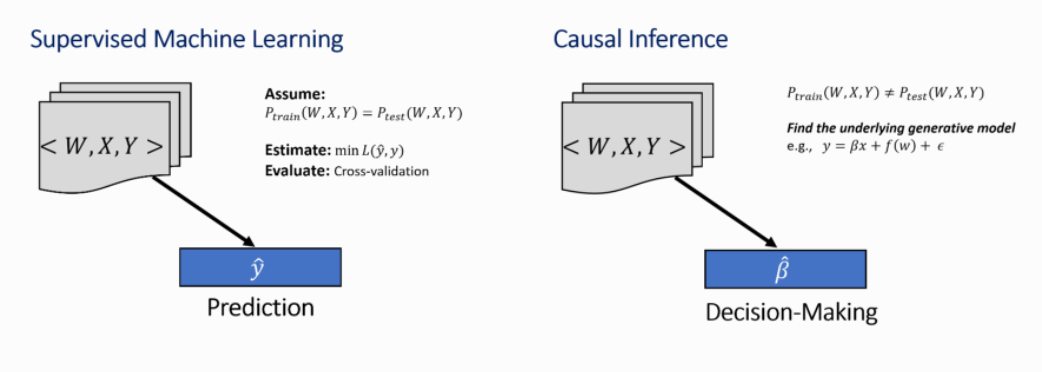 Supervised Machine Learning
< W, X, Y >
Assume:
P_train(W, X, Y) = P_test(W, X, Y)
Estimate: min L(ŷ, y)
Evaluate: Cross-validation
ŷ
Prediction
Causal Inference
< W, X, Y >
P_train(W, X, Y) ≠ P_test(W, X, Y)
Find the underlying generative model
e.g., y = βx + f(w) + ϵ
β̂
Decision-Making